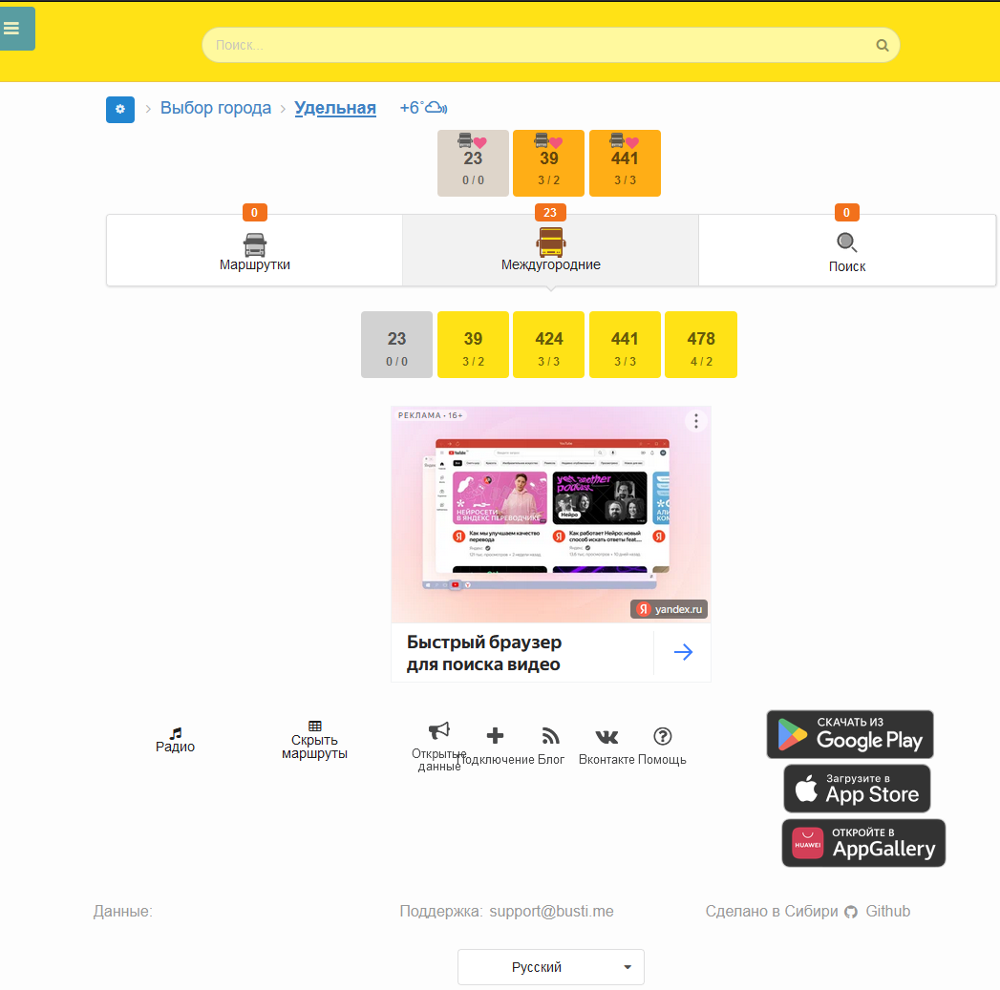 Поиск...
Выбор города
Удельная
+6°
23
39
441
0 / 0
3 / 2
3 / 3
0
23
0
Маршрутки
Междугородние
Поиск
23
39
424
441
478
0 / 0
3 / 2
3 / 3
3 / 3
4 / 2
РЕКЛАМА • 16+
YouTube
yet another
podcast
НЕЙРОСЕТИ
В ЯНДЕКС ПЕРЕВОДЧИКЕ
Нейро
Как мы улучшаем качество
перевода
Как работает Нейро: новый
способ искать ответы feat....
yandex.ru
Быстрый браузер
для поиска видео
Радио
Скрыть
маршруты
Открытые
данные
Подключение
Блог
Вконтакте
Помощь
СКАЧАТЬ ИЗ
Google Play
Загрузите в
App Store
HUAWEI
ОТКРОЙТЕ В
AppGallery
Данные:
Поддержка: support@busti.me
Сделано в Сибири
Github
Русский